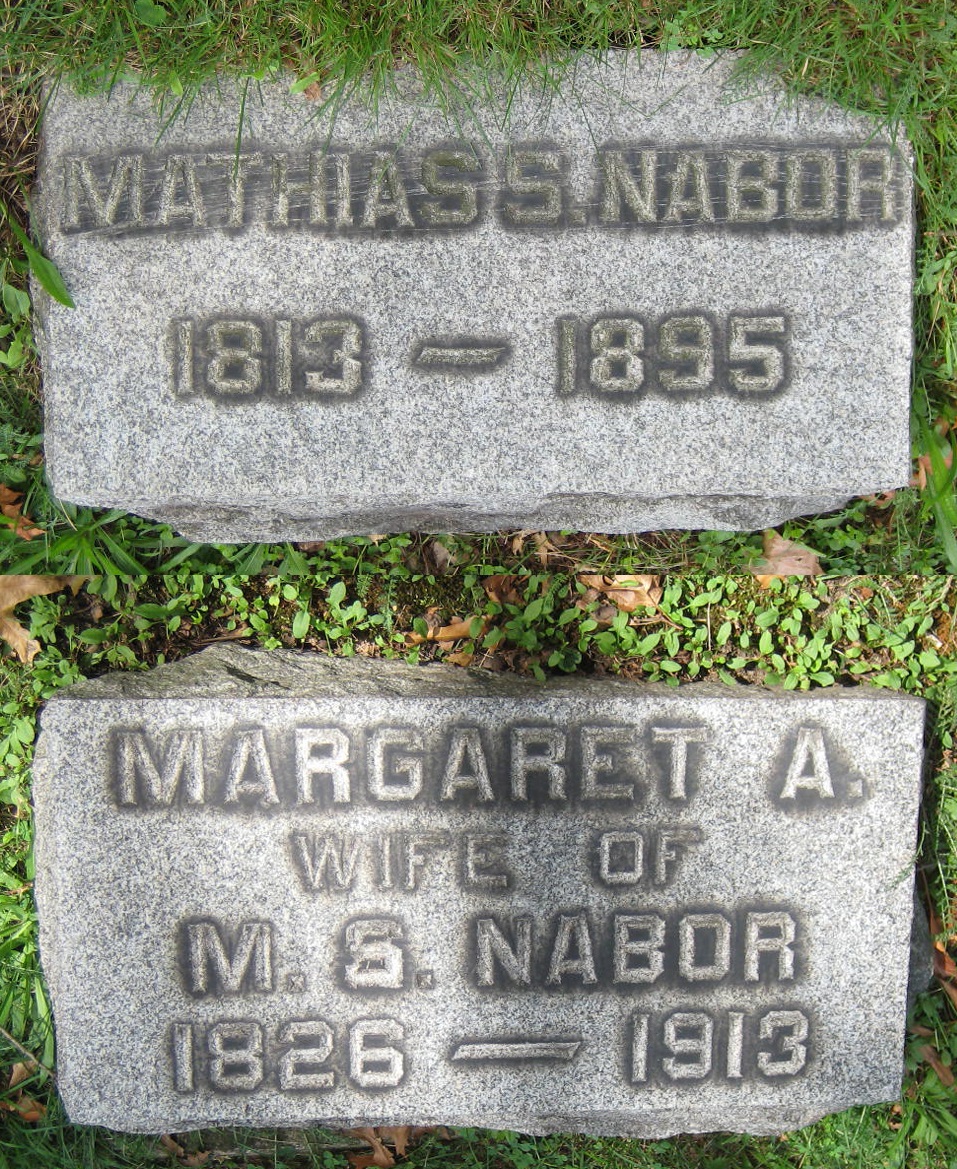 MATHIAS S. NABOR
1813 — 1895
MARGARET A.
WIFE OF
M. S. NABOR
1826 — 1913